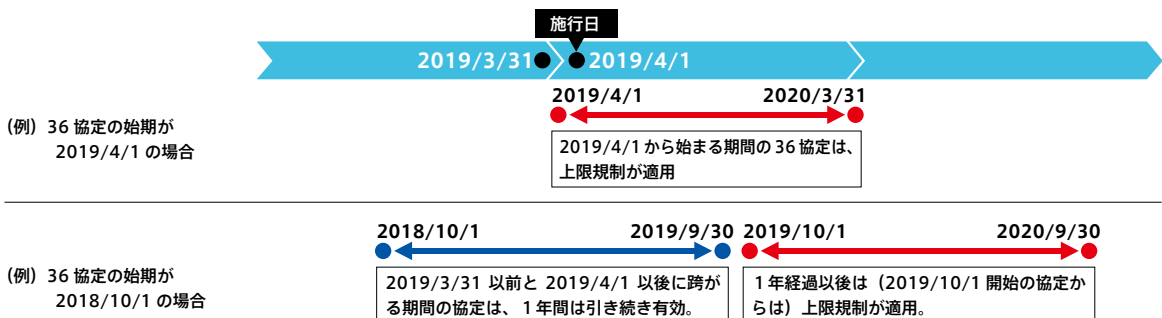 施行日
2019/3/31 2019/4/1
2019/4/1 2020/3/31
(例) 36 協定の始期が
2019/4/1 の場合
2019/4/1 から始まる期間の 36 協定は、
上限規制が適用
2018/10/1 2019/9/30 2019/10/1 2020/9/30
(例) 36 協定の始期が
2018/10/1 の場合
2019/3/31 以前と 2019/4/1 以後に跨が
る期間の協定は、1年間は引き続き有効。
1年経過以後は(2019/10/1 開始の協定か
らは)上限規制が適用。